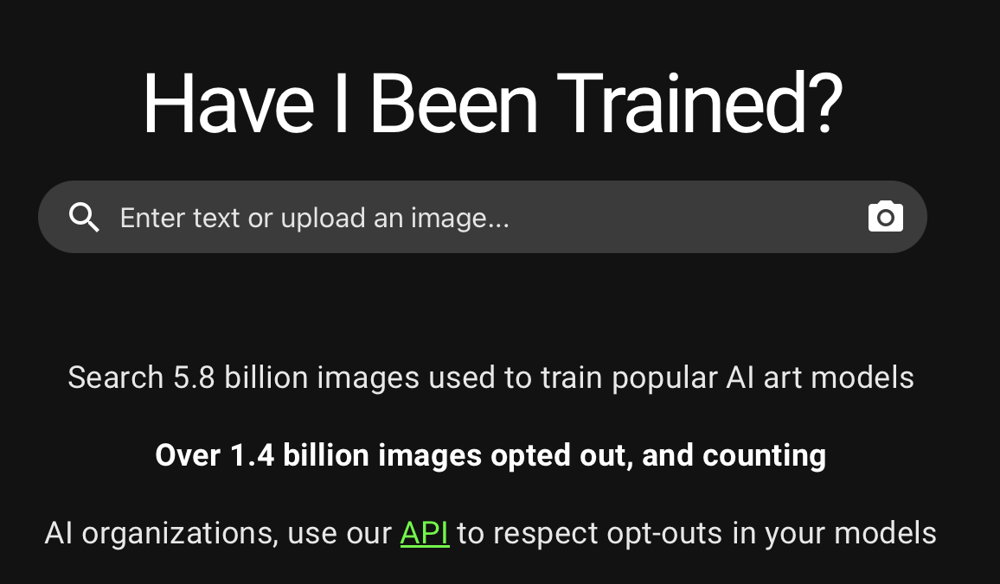 Have I Been Trained?
Enter text or upload an image...
Search 5.8 billion images used to train popular AI art models
Over 1.4 billion images opted out, and counting
AI organizations, use our API to respect opt-outs in your models